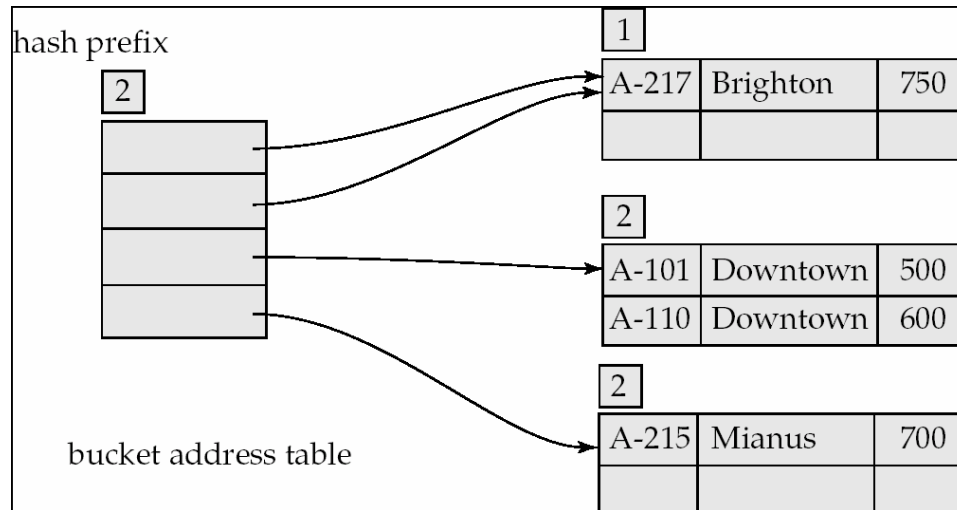 hash prefix
2
bucket address table
1
A-217 Brighton 750
2
A-101 Downtown 500
A-110 Downtown 600
2
A-215 Mianus 700